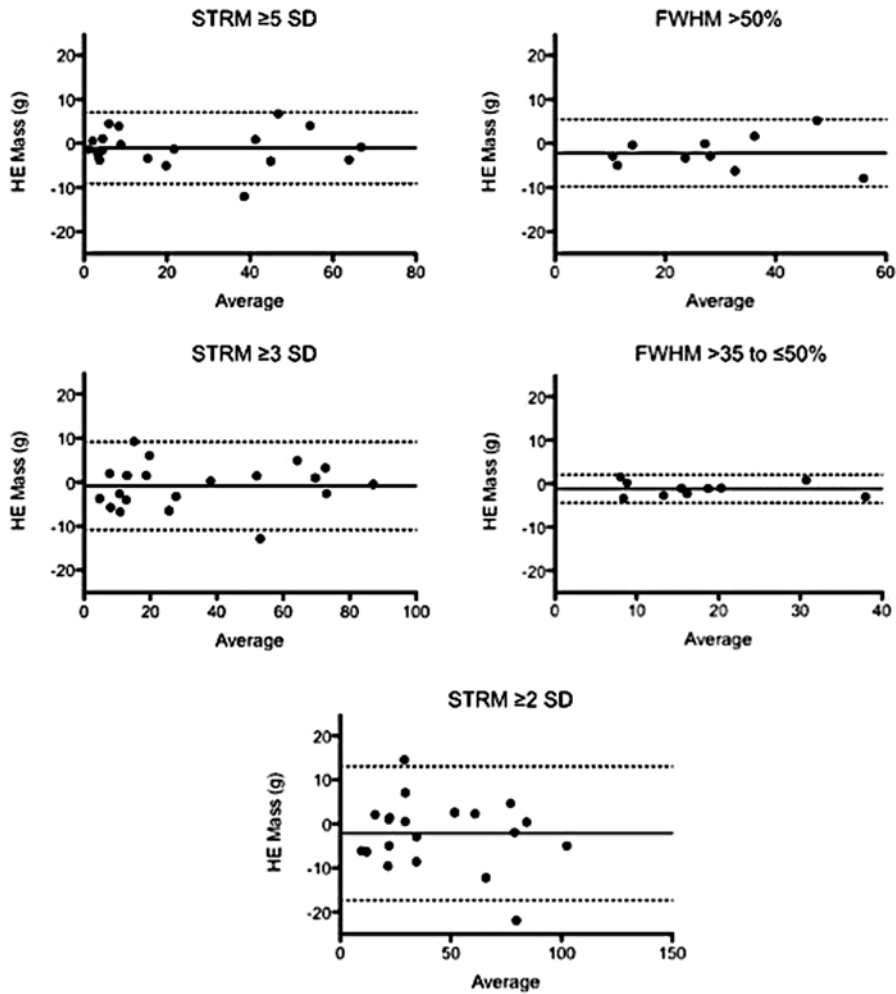 STRM ≥5 SD
HE Mass (g)
20
10
0
-10
-20
0 20 40 60 80
Average
FWHM >50%
HE Mass (g)
20
10
0
-10
-20
0 20 40 60
Average
STRM ≥3 SD
HE Mass (g)
20
10
0
-10
-20
0 20 40 60 80 100
Average
FWHM >35 to ≤50%
HE Mass (g)
20
10
0
-10
-20
0 10 20 30 40
Average
STRM ≥2 SD
HE Mass (g)
20
10
0
-10
-20
0 50 100 150
Average